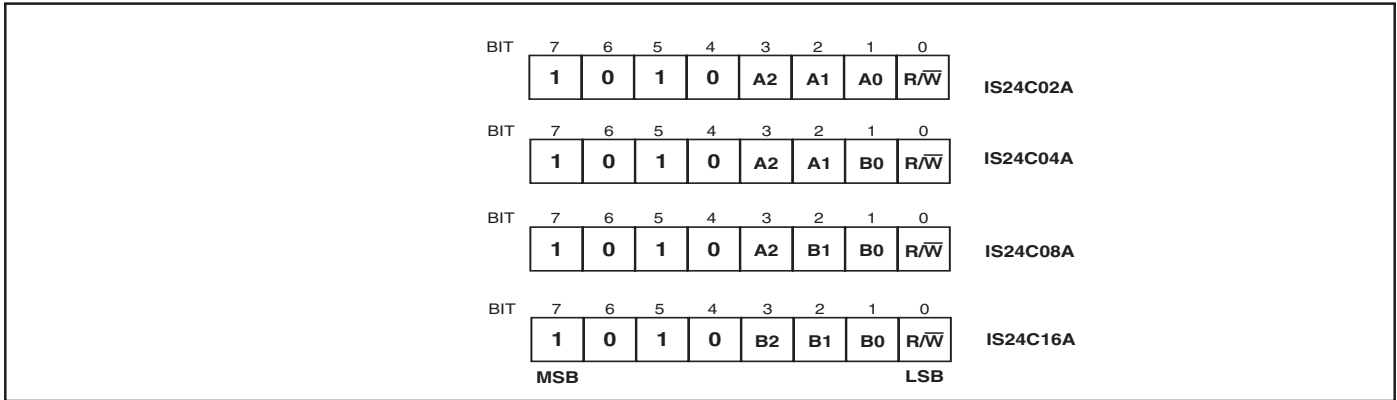 BIT 7 6 5 4 3 2 1 0
1 0 1 0 A2 A1 A0 R/W̅ IS24C02A
BIT 7 6 5 4 3 2 1 0
1 0 1 0 A2 A1 B0 R/W̅ IS24C04A
BIT 7 6 5 4 3 2 1 0
1 0 1 0 A2 B1 B0 R/W̅ IS24C08A
BIT 7 6 5 4 3 2 1 0
1 0 1 0 B2 B1 B0 R/W̅ IS24C16A
MSB LSB